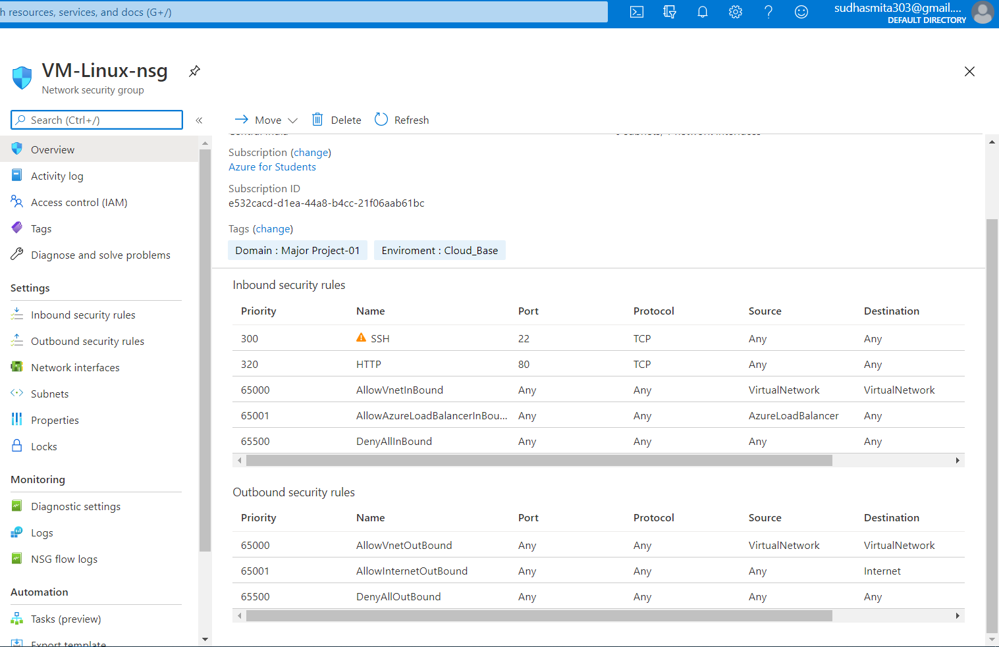 h resources, services, and docs (G+/)
sudhasmita303@gmail....
DEFAULT DIRECTORY
VM-Linux-nsg
Network security group
Search (Ctrl+/)
«
Move
Delete
Refresh
Overview
Activity log
Access control (IAM)
Tags
Diagnose and solve problems
Settings
Inbound security rules
Outbound security rules
Network interfaces
Subnets
Properties
Locks
Monitoring
Diagnostic settings
Logs
NSG flow logs
Automation
Tasks (preview)
Export template
Subscription (change)
Azure for Students
Subscription ID
e532cacd-d1ea-44a8-b4cc-21f06aab61bc
Tags (change)
Domain : Major Project-01 Enviroment : Cloud_Base
Inbound security rules
Priority Name Port Protocol Source Destination
300 SSH 22 TCP Any Any
320 HTTP 80 TCP Any Any
65000 AllowVnetInBound Any Any VirtualNetwork VirtualNetwork
65001 AllowAzureLoadBalancerInBou... Any Any AzureLoadBalancer Any
65500 DenyAllInBound Any Any Any Any
Outbound security rules
Priority Name Port Protocol Source Destination
65000 AllowVnetOutBound Any Any VirtualNetwork VirtualNetwork
65001 AllowInternetOutBound Any Any Any Internet
65500 DenyAllOutBound Any Any Any Any